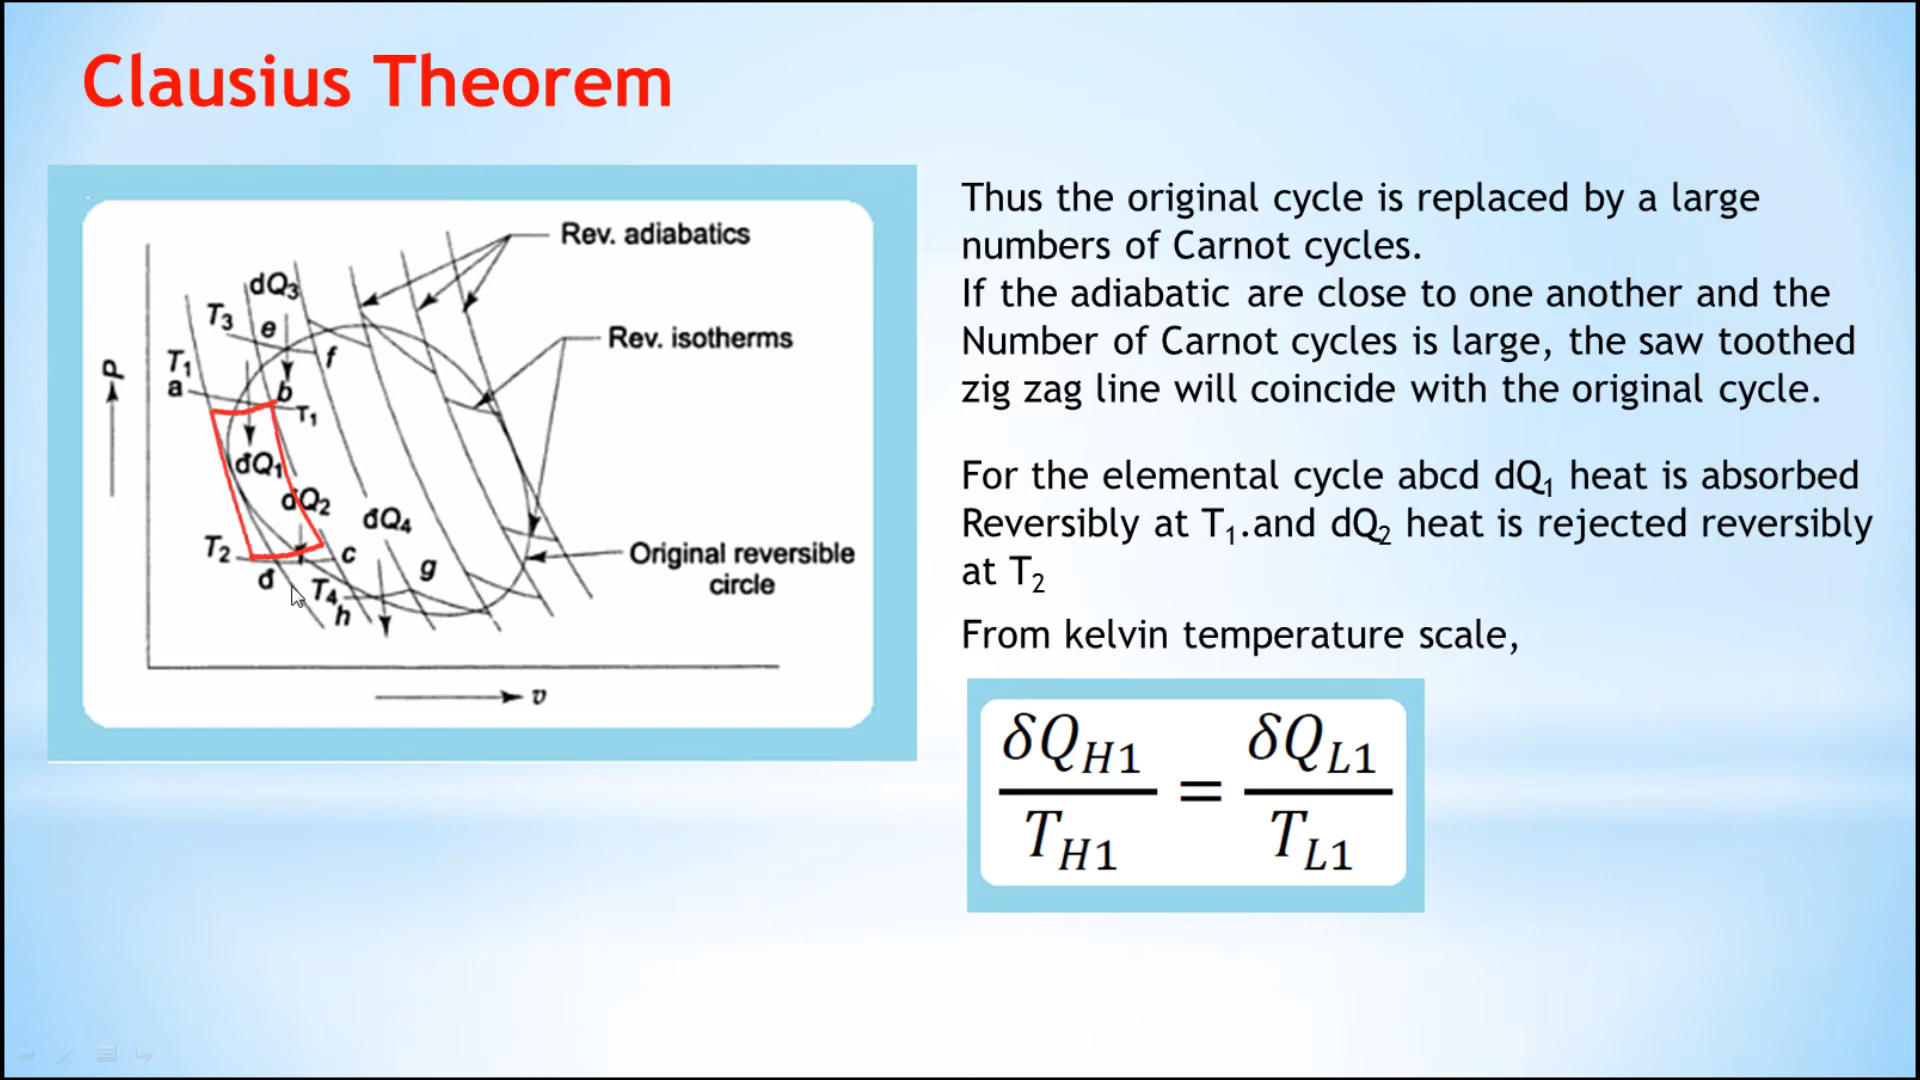 Clausius Theorem
Rev. adiabatics
dQ3
T3
e
f
Rev. isotherms
T1
a
b
T1
P
dQ1
dQ2
dQ4
T2
c
g
Original reversible
circle
d
T4
h
v
Thus the original cycle is replaced by a large
numbers of Carnot cycles.
If the adiabatic are close to one another and the
Number of Carnot cycles is large, the saw toothed
zig zag line will coincide with the original cycle.
For the elemental cycle abcd dQ1 heat is absorbed
Reversibly at T1.and dQ2 heat is rejected reversibly
at T2
From kelvin temperature scale,
δQH1 / TH1 = δQL1 / TL1